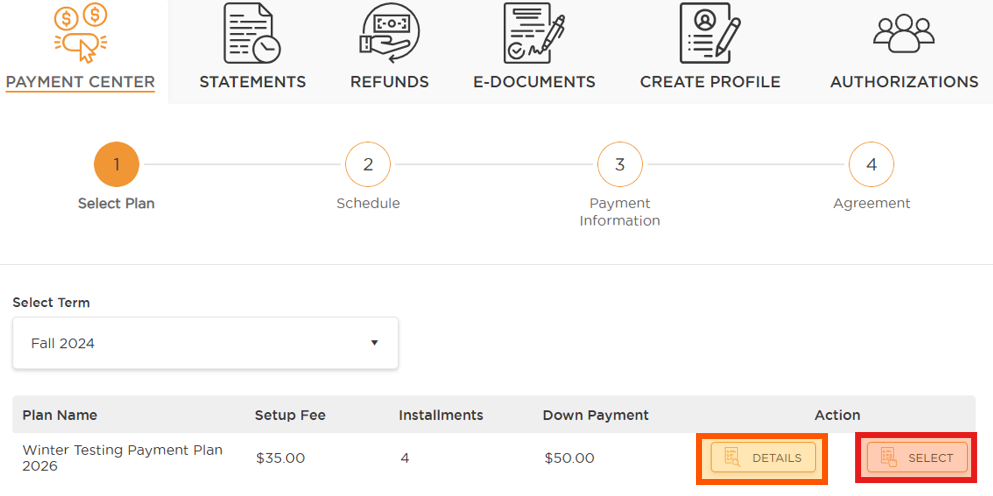 PAYMENT CENTER
STATEMENTS
REFUNDS
E-DOCUMENTS
CREATE PROFILE
AUTHORIZATIONS
1
2
3
4
Select Plan
Schedule
Payment
Information
Agreement
Select Term
Fall 2024
Plan Name
Setup Fee
Installments
Down Payment
Action
Winter Testing Payment Plan
2026
$35.00
4
$50.00
DETAILS
SELECT